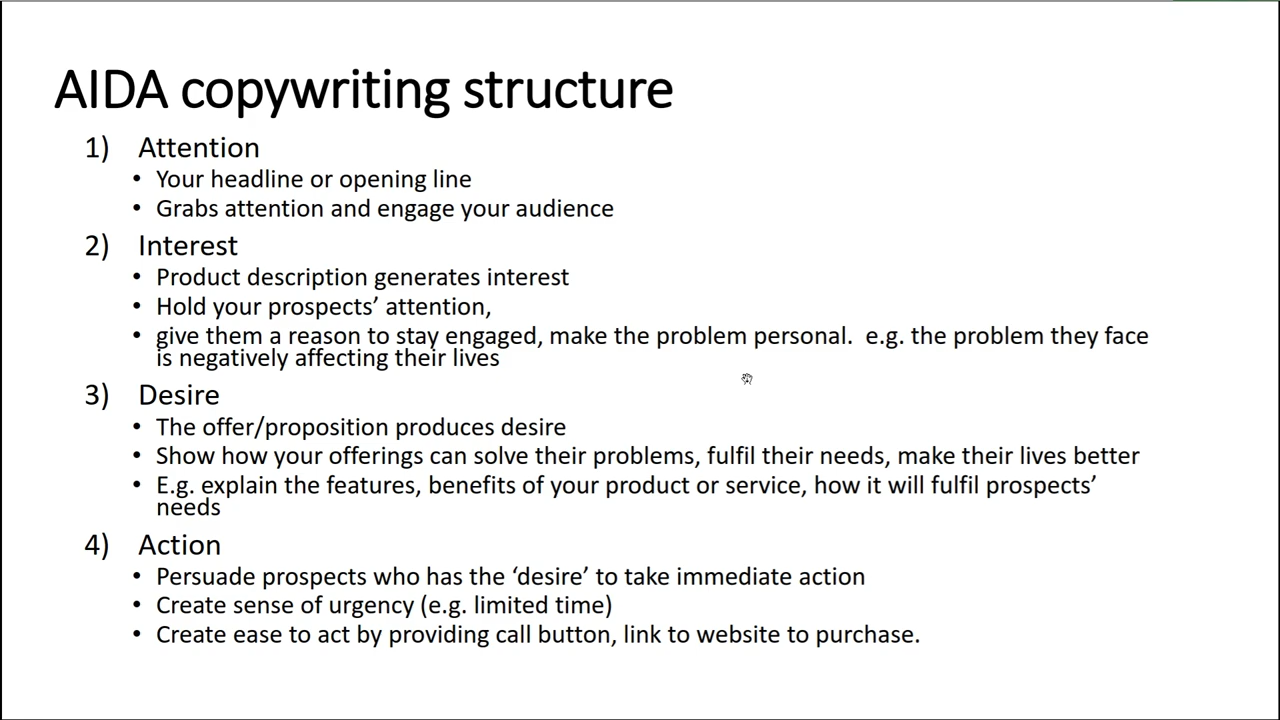 AIDA copywriting structure
1) Attention
• Your headline or opening line
• Grabs attention and engage your audience
2) Interest
• Product description generates interest
• Hold your prospects’ attention,
• give them a reason to stay engaged, make the problem personal.  e.g. the problem they face
is negatively affecting their lives
3) Desire
• The offer/proposition produces desire
• Show how your offerings can solve their problems, fulfil their needs, make their lives better
• E.g. explain the features, benefits of your product or service, how it will fulfil prospects’
needs
4) Action
• Persuade prospects who has the ‘desire’ to take immediate action
• Create sense of urgency (e.g. limited time)
• Create ease to act by providing call button, link to website to purchase.